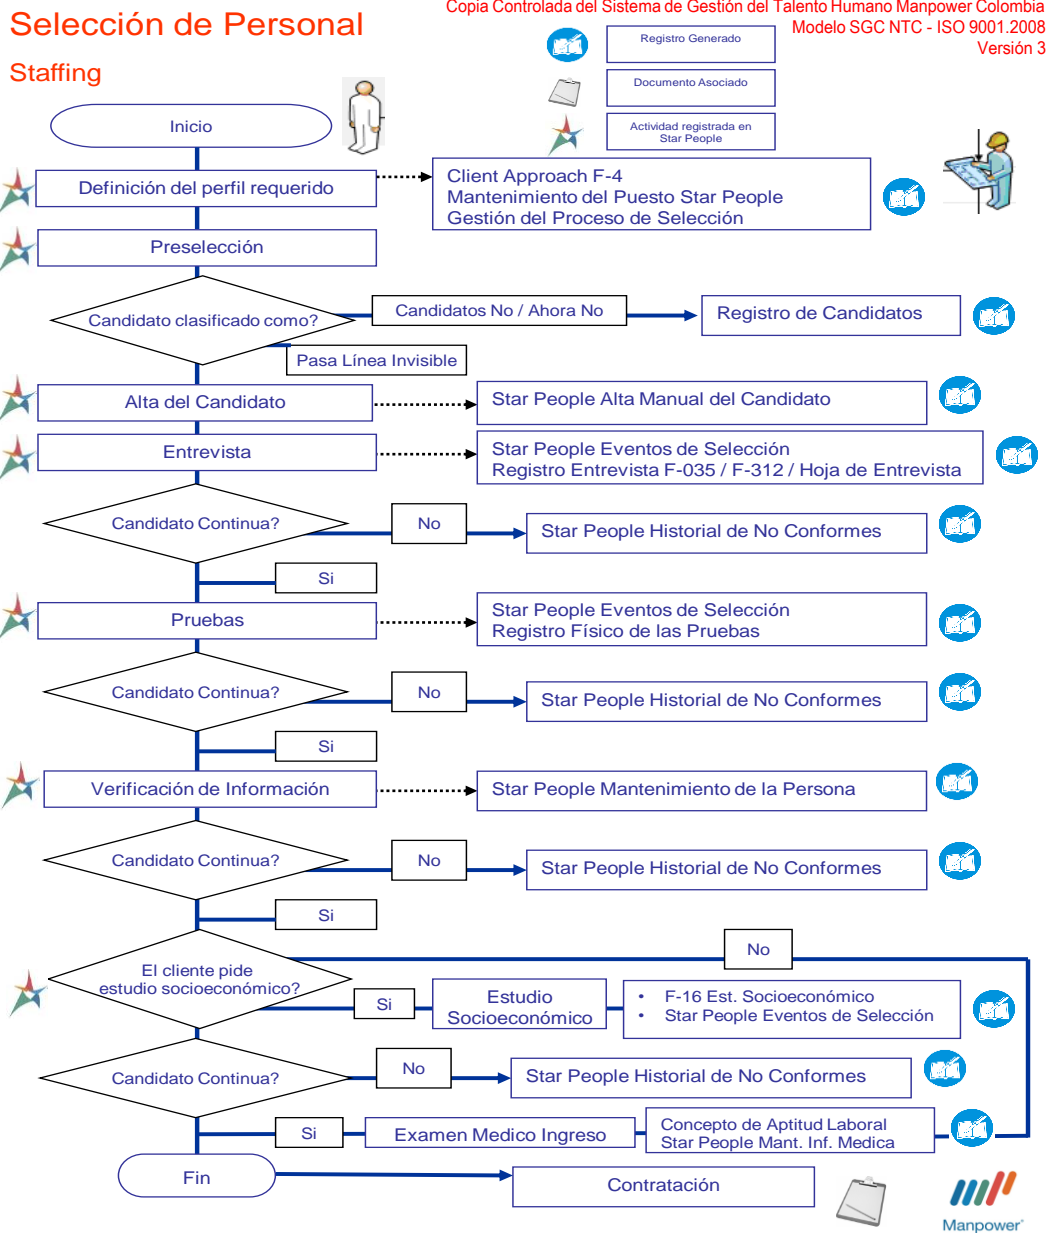 Copia Controlada del Sistema de Gestión del Talento Humano Manpower Colombia
Modelo SGC NTC - ISO 9001.2008
Versión 3
Selección de Personal
Staffing
Registro Generado
Documento Asociado
Actividad registrada en
Star People
Inicio
Definición del perfil requerido
Client Approach F-4
Mantenimiento del Puesto Star People
Gestión del Proceso de Selección
Preselección
Candidato clasificado como?
Candidatos No / Ahora No
Registro de Candidatos
Pasa Línea Invisible
Alta del Candidato
Star People Alta Manual del Candidato
Entrevista
Star People Eventos de Selección
Registro Entrevista F-035 / F-312 / Hoja de Entrevista
Candidato Continua?
No
Star People Historial de No Conformes
Si
Pruebas
Star People Eventos de Selección
Registro Físico de las Pruebas
Candidato Continua?
No
Star People Historial de No Conformes
Si
Verificación de Información
Star People Mantenimiento de la Persona
Candidato Continua?
No
Star People Historial de No Conformes
Si
El cliente pide
estudio socioeconómico?
No
Si
Estudio
Socioeconómico
• F-16 Est. Socioeconómico
• Star People Eventos de Selección
Candidato Continua?
No
Star People Historial de No Conformes
Si
Examen Medico Ingreso
Concepto de Aptitud Laboral
Star People Mant. Inf. Medica
Fin
Contratación
Manpower